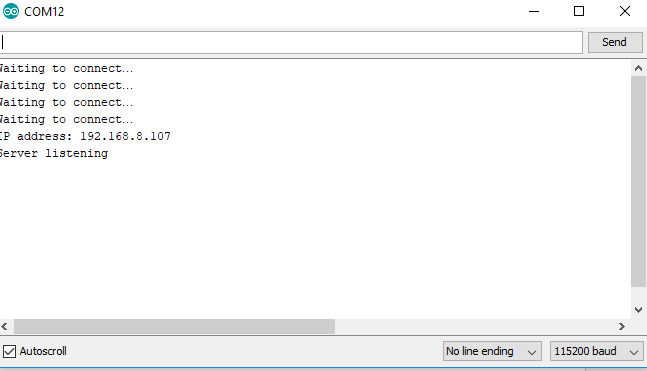 COM12
Send
Waiting to connect...
Waiting to connect...
Waiting to connect...
Waiting to connect...
IP address: 192.168.8.107
Server listening
Autoscroll
No line ending
115200 baud